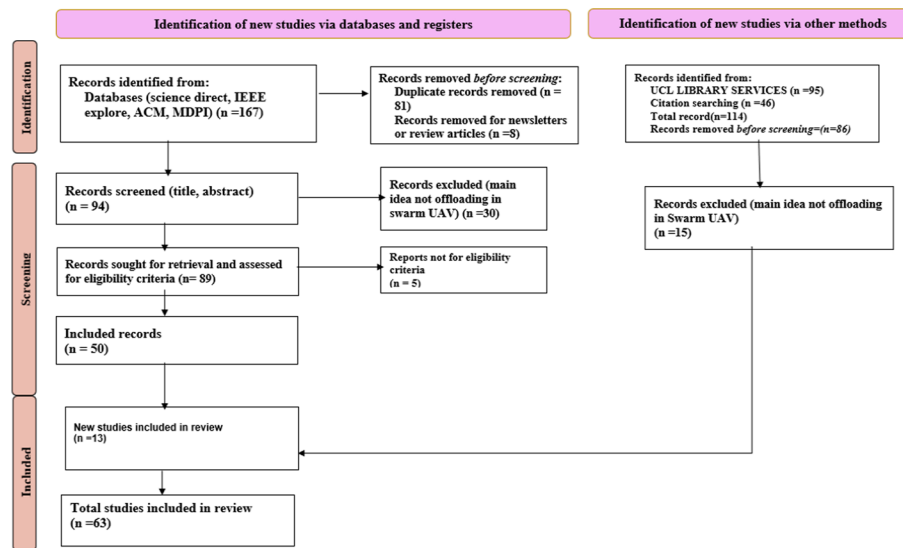 Identification of new studies via databases and registers
Identification of new studies via other methods
Identification
Records identified from:
Databases (science direct, IEEE
explore, ACM, MDPI) (n =167)
Records removed before screening:
Duplicate records removed (n =
81)
Records removed for newsletters
or review articles (n =8)
Records identified from:
UCL LIBRARY SERVICES (n =95)
Citation searching (n =46)
Total record(n=114)
Records removed before screening=(n=86)
Screening
Records screened (title, abstract)
(n = 94)
Records excluded (main
idea not offloading in
swarm UAV) (n =30)
Records excluded (main idea not offloading
in Swarm UAV)
(n =15)
Records sought for retrieval and assessed
for eligibility criteria (n= 89)
Reports not for eligibility
criteria
(n = 5)
Included records
(n = 50)
Included
New studies included in review
(n =13)
Total studies included in review
(n =63)